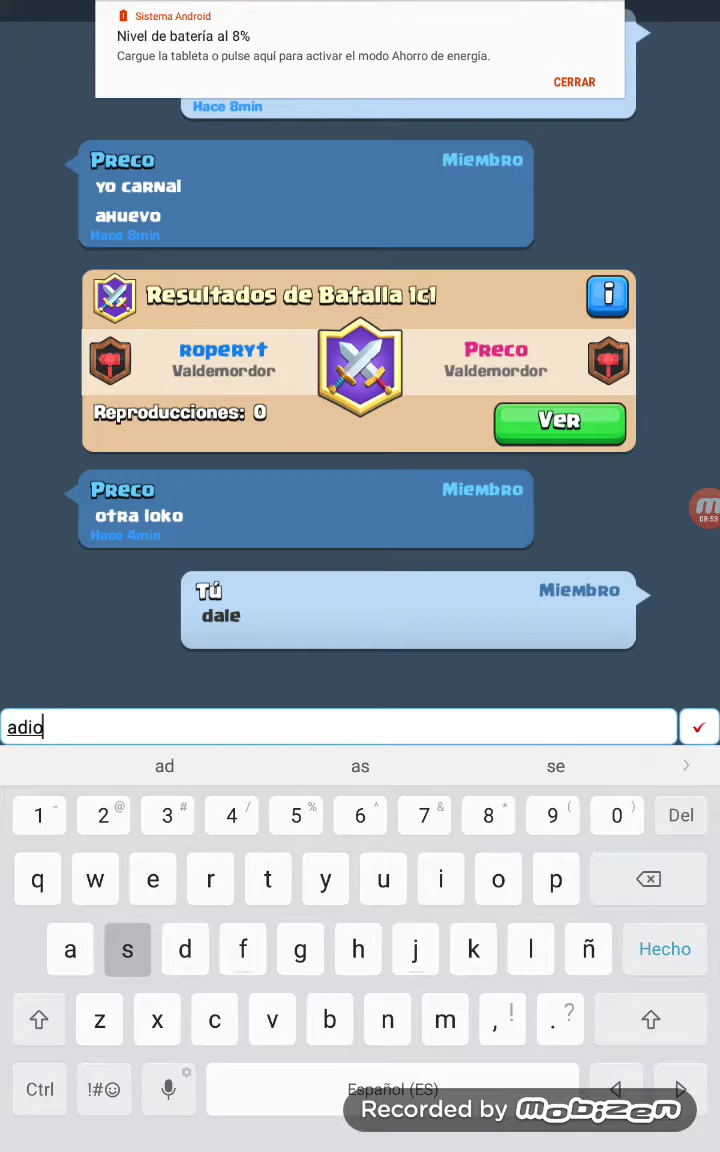 Sistema Android
Nivel de batería al 8%
Cargue la tableta o pulse aquí para activar el modo Ahorro de energía.
CERRAR
Hace 8min
Preco Miembro
yo carnal
ahuevo
Hace 8min
Resultados de Batalla 1c1 i
roperyt Preco
Valdemordor Valdemordor
Reproducciones: 0 Ver
Preco Miembro
otra loko
Hace 4min
08:53
Tú Miembro
dale
adio
ad as se
1 - 2 @ 3 # 4 / 5 % 6 ^ 7 & 8 * 9 ( 0 ) Del
q w e r t y u i o p
a s d f g h j k l ñ Hecho
z x c v b n m , ! . ?
Ctrl !#☺ Español (ES)
Recorded by mobizen